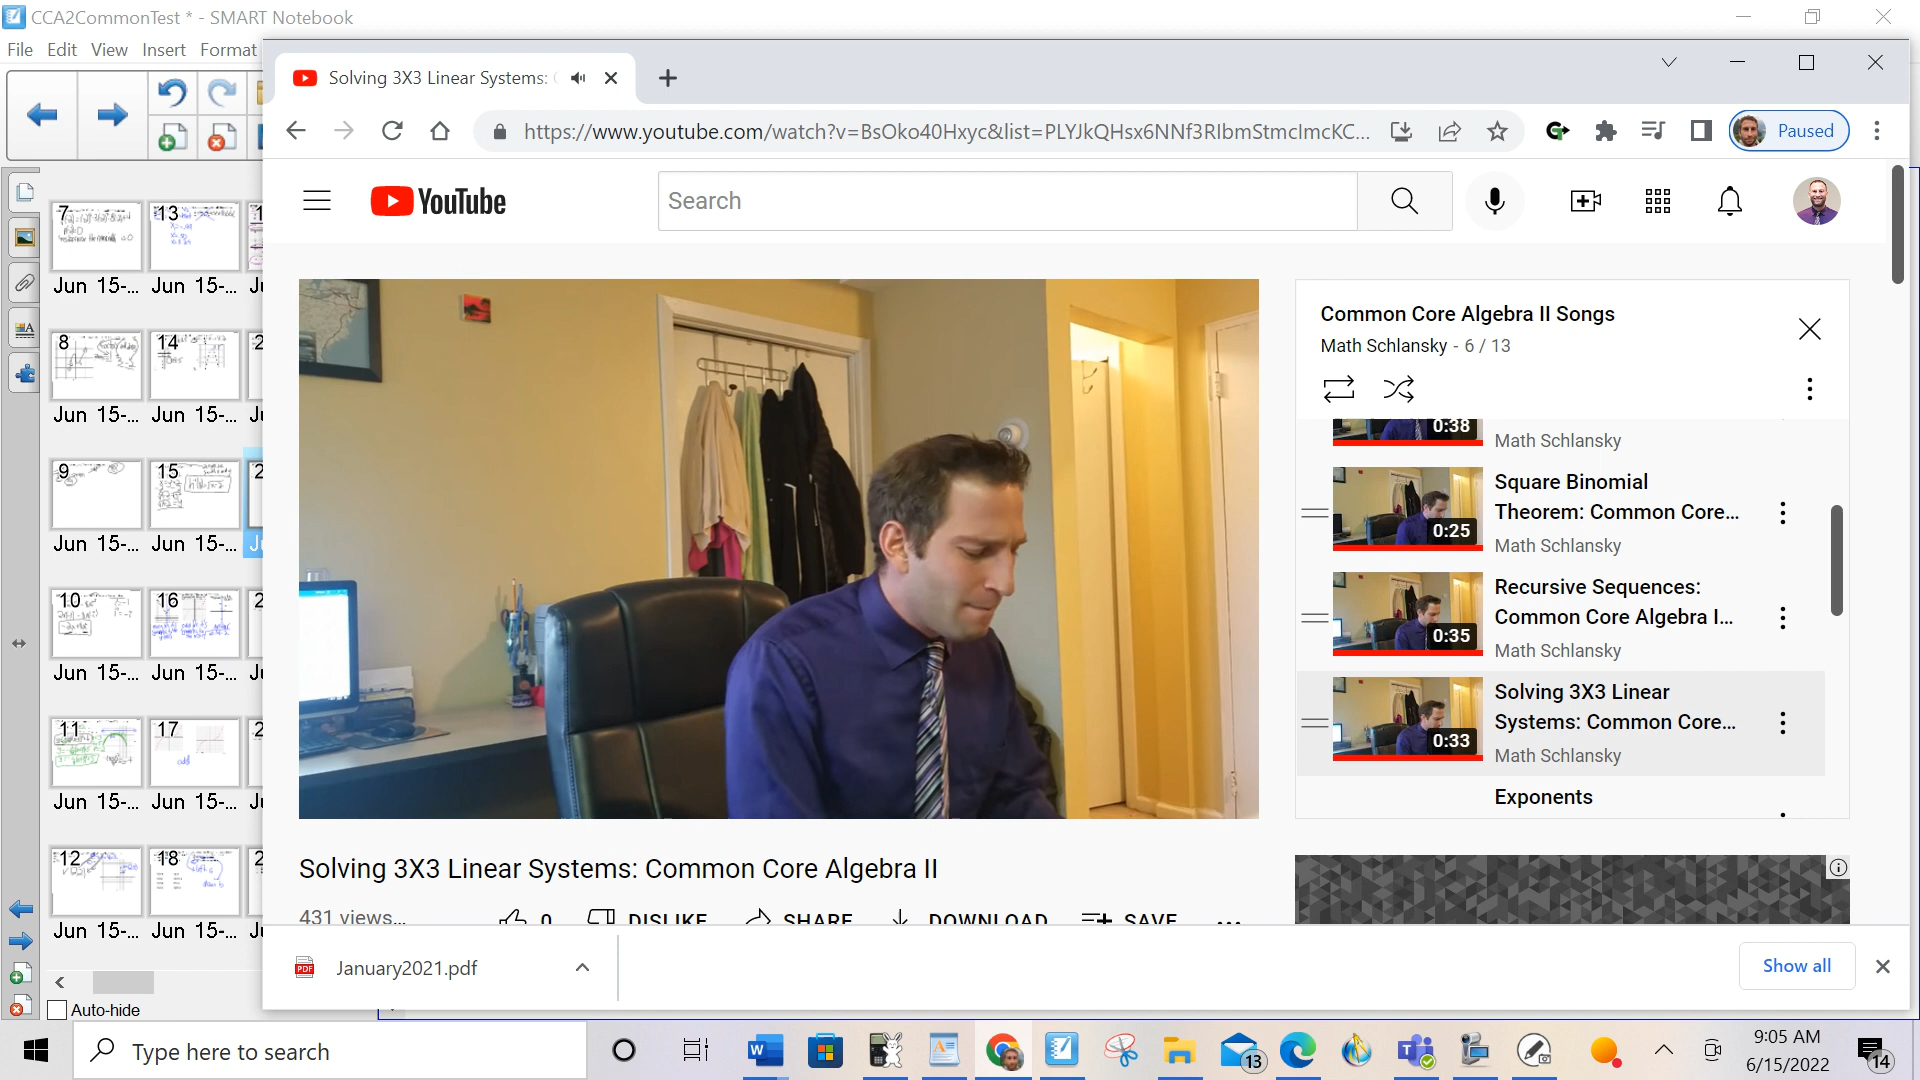 CCA2CommonTest * - SMART Notebook
File Edit View Insert Format
Solving 3X3 Linear Systems:
https://www.youtube.com/watch?v=BsOko40Hxyc&list=PLYJkQHsx6NNf3RIbmStmcImcKC...
Paused
YouTube
Search
7
13
Jun 15-... Jun 15-...
8
14
Jun 15-... Jun 15-...
9
15
Jun 15-... Jun 15-...
10
16
Jun 15-... Jun 15-...
11
17
Jun 15-... Jun 15-...
12
18
Jun 15-... Jun 15-...
Auto-hide
Common Core Algebra II Songs
Math Schlansky - 6 / 13
0:38
Math Schlansky
Square Binomial
Theorem: Common Core...
0:25
Math Schlansky
Recursive Sequences:
Common Core Algebra I...
0:35
Math Schlansky
Solving 3X3 Linear
Systems: Common Core...
0:33
Math Schlansky
Exponents
Solving 3X3 Linear Systems: Common Core Algebra II
431 views...
0
DISLIKE
SHARE
DOWNLOAD
SAVE
PDF
January2021.pdf
Show all
Type here to search
13
9:05 AM
6/15/2022
14